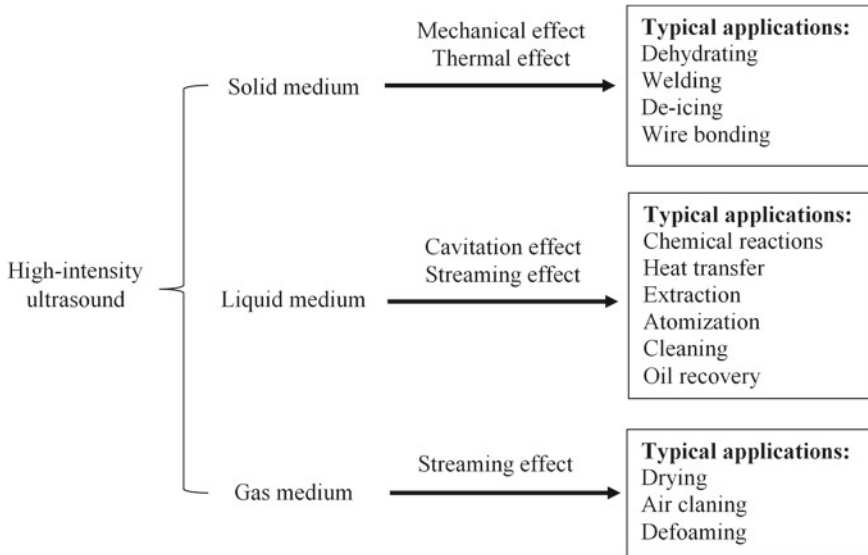 High-intensity
ultrasound
Solid medium
Mechanical effect
Thermal effect
Typical applications:
Dehydrating
Welding
De-icing
Wire bonding
Liquid medium
Cavitation effect
Streaming effect
Typical applications:
Chemical reactions
Heat transfer
Extraction
Atomization
Cleaning
Oil recovery
Gas medium
Streaming effect
Typical applications:
Drying
Air claning
Defoaming